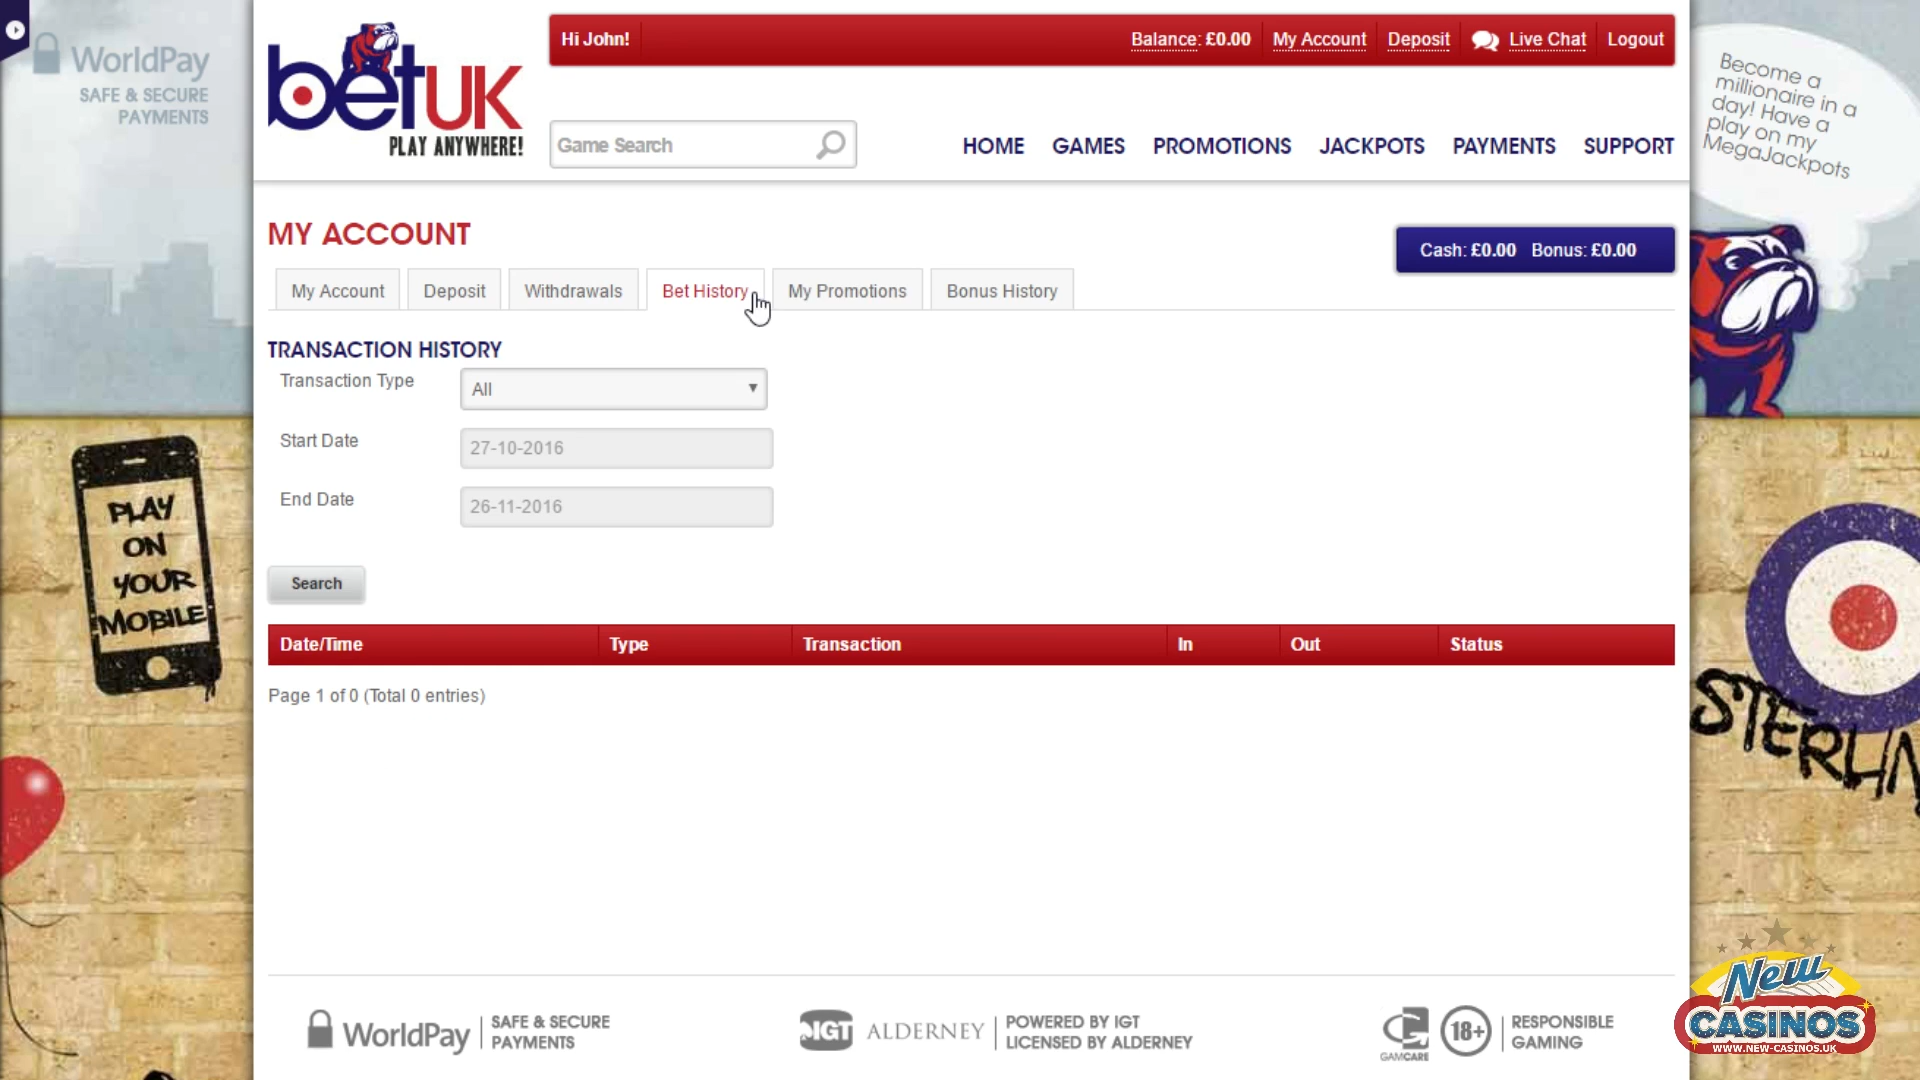 WorldPay
SAFE & SECURE
PAYMENTS
betUK
PLAY ANYWHERE!
Hi John!
Balance: £0.00
My Account
Deposit
Live Chat
Logout
Game Search
HOME
GAMES
PROMOTIONS
JACKPOTS
PAYMENTS
SUPPORT
Become a
millionaire in a
day! Have a
play on my
MegaJackpots
MY ACCOUNT
Cash: £0.00 Bonus: £0.00
My Account
Deposit
Withdrawals
Bet History
My Promotions
Bonus History
TRANSACTION HISTORY
Transaction Type
All
Start Date
27-10-2016
End Date
26-11-2016
Search
Date/Time
Type
Transaction
In
Out
Status
Page 1 of 0 (Total 0 entries)
PLAY
ON
YOUR
MOBILE
WorldPay
SAFE & SECURE
PAYMENTS
IGT
ALDERNEY
POWERED BY IGT
LICENSED BY ALDERNEY
GAMCARE
18+
RESPONSIBLE
GAMING
New
CASINOS
WWW.NEW-CASINOS.UK